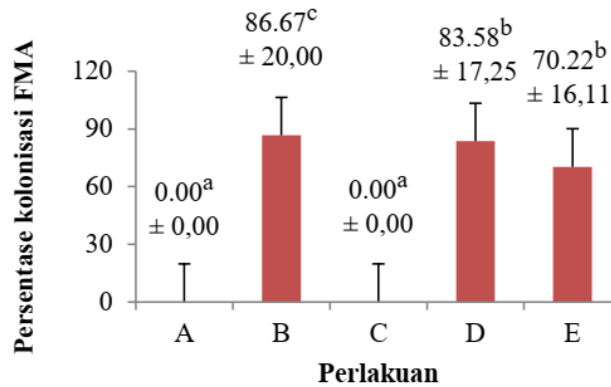 86.67ᶜ
± 20,00
83.58ᵇ
± 17,25
70.22ᵇ
± 16,11
0.00ᵃ
± 0,00
0.00ᵃ
± 0,00
120
90
60
30
0
Persentase kolonisasi FMA
A B C D E
Perlakuan